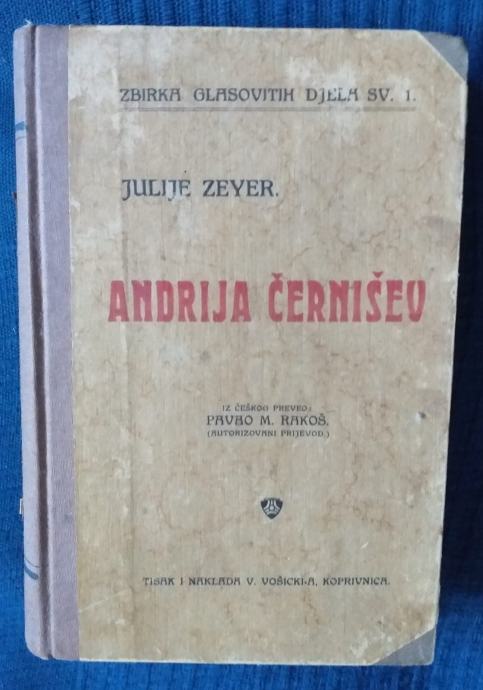 ZBIRKA GLASOVITIH DJELA SV. 1.
JULIJE ZEYER.
ANDRIJA ČERNIŠEV
IZ ČEŠKOG PREVEO:
PAVAO M. RAKOŠ.
(AUTORIZOVANI PRIJEVOD.)
TISAK I NAKLADA V. VOŠICKI-A, KOPRIVNICA.